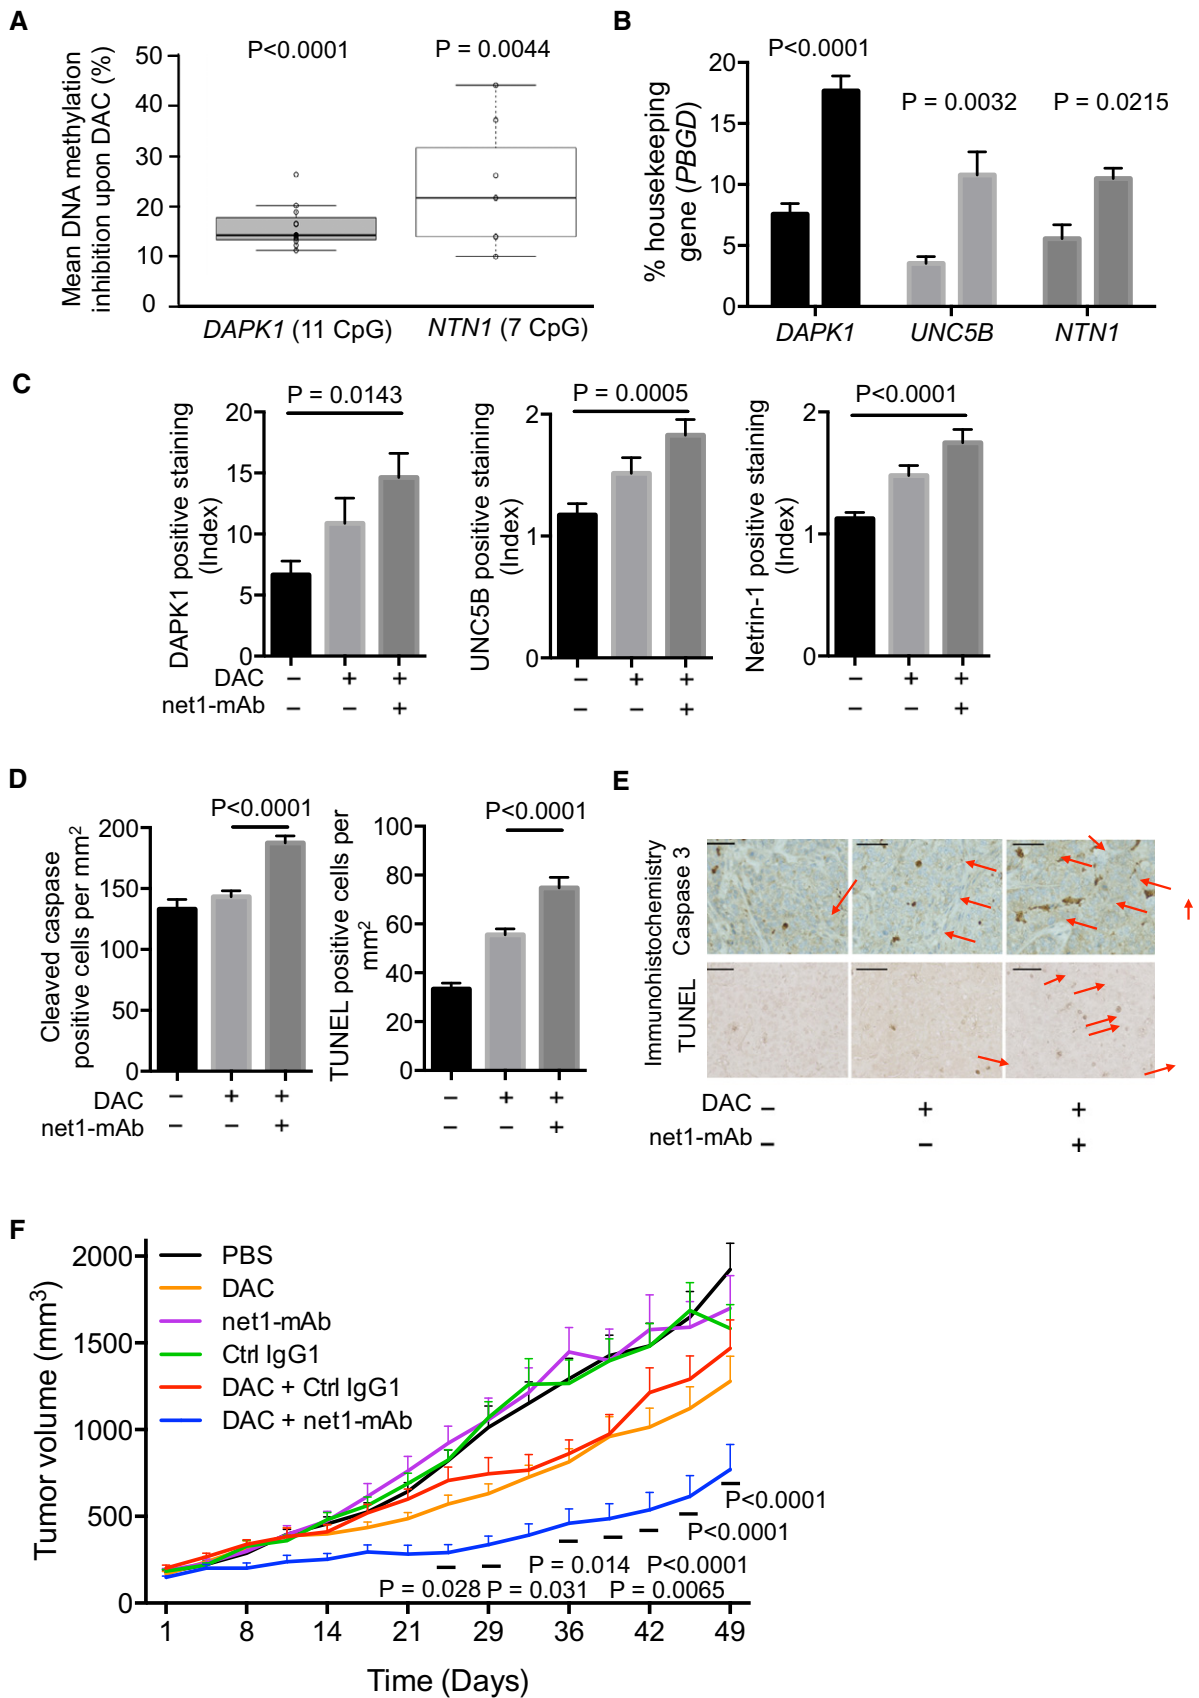 A
P<0.0001
P = 0.0044
Mean DNA methylation
inhibition upon DAC (%)
50
40
30
20
10
0
DAPK1 (11 CpG)
NTN1 (7 CpG)
B
P<0.0001
P = 0.0032
P = 0.0215
% housekeeping
gene (PBGD)
20
15
10
5
0
DAPK1
UNC5B
NTN1
C
P = 0.0143
DAPK1 positive staining
(Index)
20
15
10
5
0
DAC
net1-mAb
− + +
− − +
P = 0.0005
UNC5B positive staining
(Index)
2
1
0
− + +
− − +
P<0.0001
Netrin-1 positive staining
(Index)
2
1
0
− + +
− − +
D
P<0.0001
Cleaved caspase
positive cells per mm2
200
150
100
50
0
DAC
net1-mAb
− + +
− − +
P<0.0001
TUNEL positive cells per
mm2
100
80
60
40
20
0
− + +
− − +
E
Immunohistochemistry
Caspase 3
TUNEL
DAC − + +
net1-mAb − − +
F
PBS
DAC
net1-mAb
Ctrl IgG1
DAC + Ctrl IgG1
DAC + net1-mAb
Tumor volume (mm3)
2000
1500
1000
500
0
P<0.0001
P<0.0001
P = 0.014
P<0.0001
P = 0.028
P = 0.031
P = 0.0065
1 8 14 21 29 36 42 49
Time (Days)